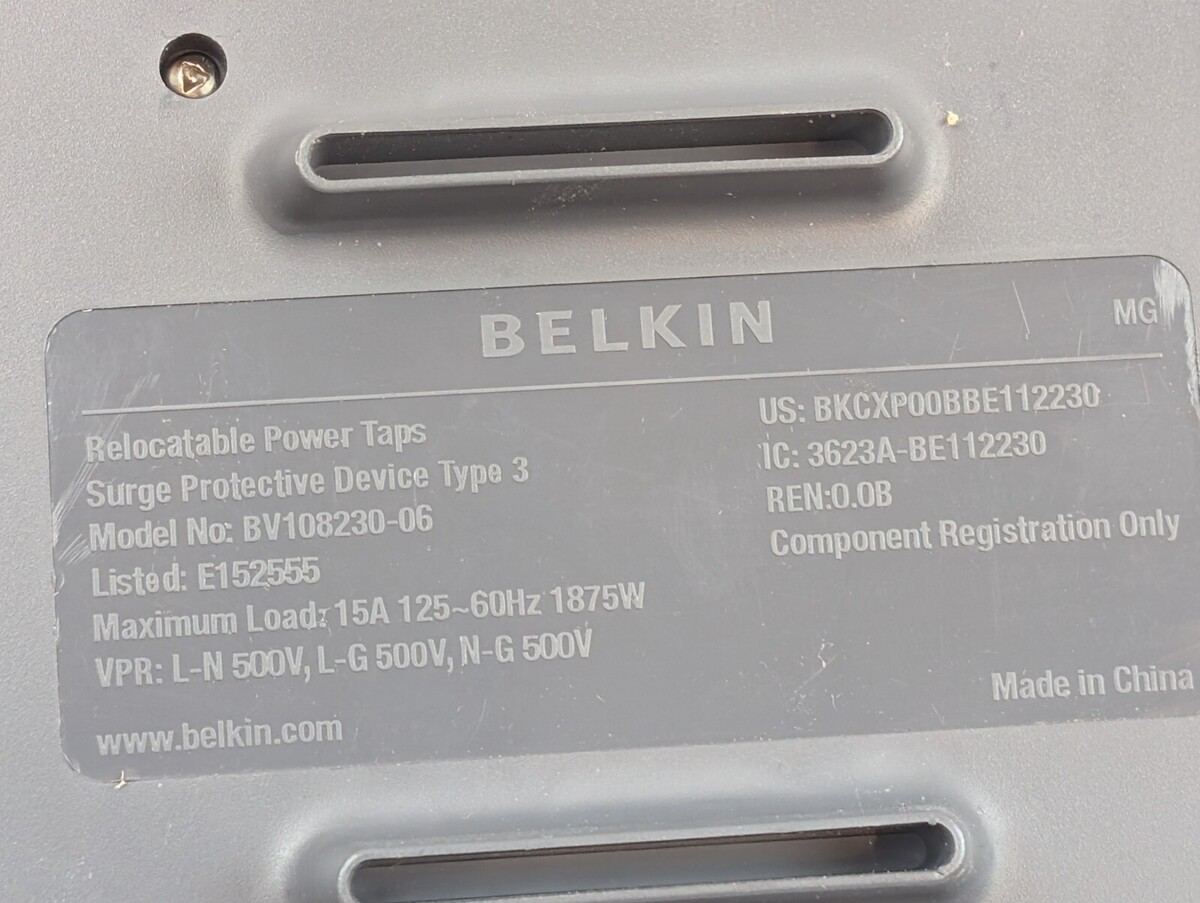 BELKIN
MG
Relocatable Power Taps
Surge Protective Device Type 3
Model No: BV108230-06
Listed: E152555
Maximum Load: 15A 125~60Hz 1875W
VPR: L-N 500V, L-G 500V, N-G 500V
www.belkin.com
US: BKCXP00BBE112230
IC: 3623A-BE112230
REN:0.0B
Component Registration Only
Made in China